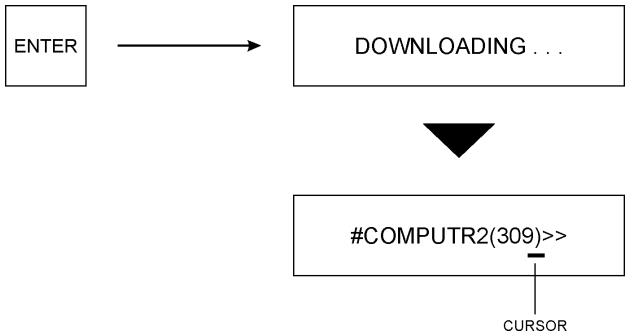 ENTER
DOWNLOADING . . .
#COMPUTR2(309)>>
CURSOR